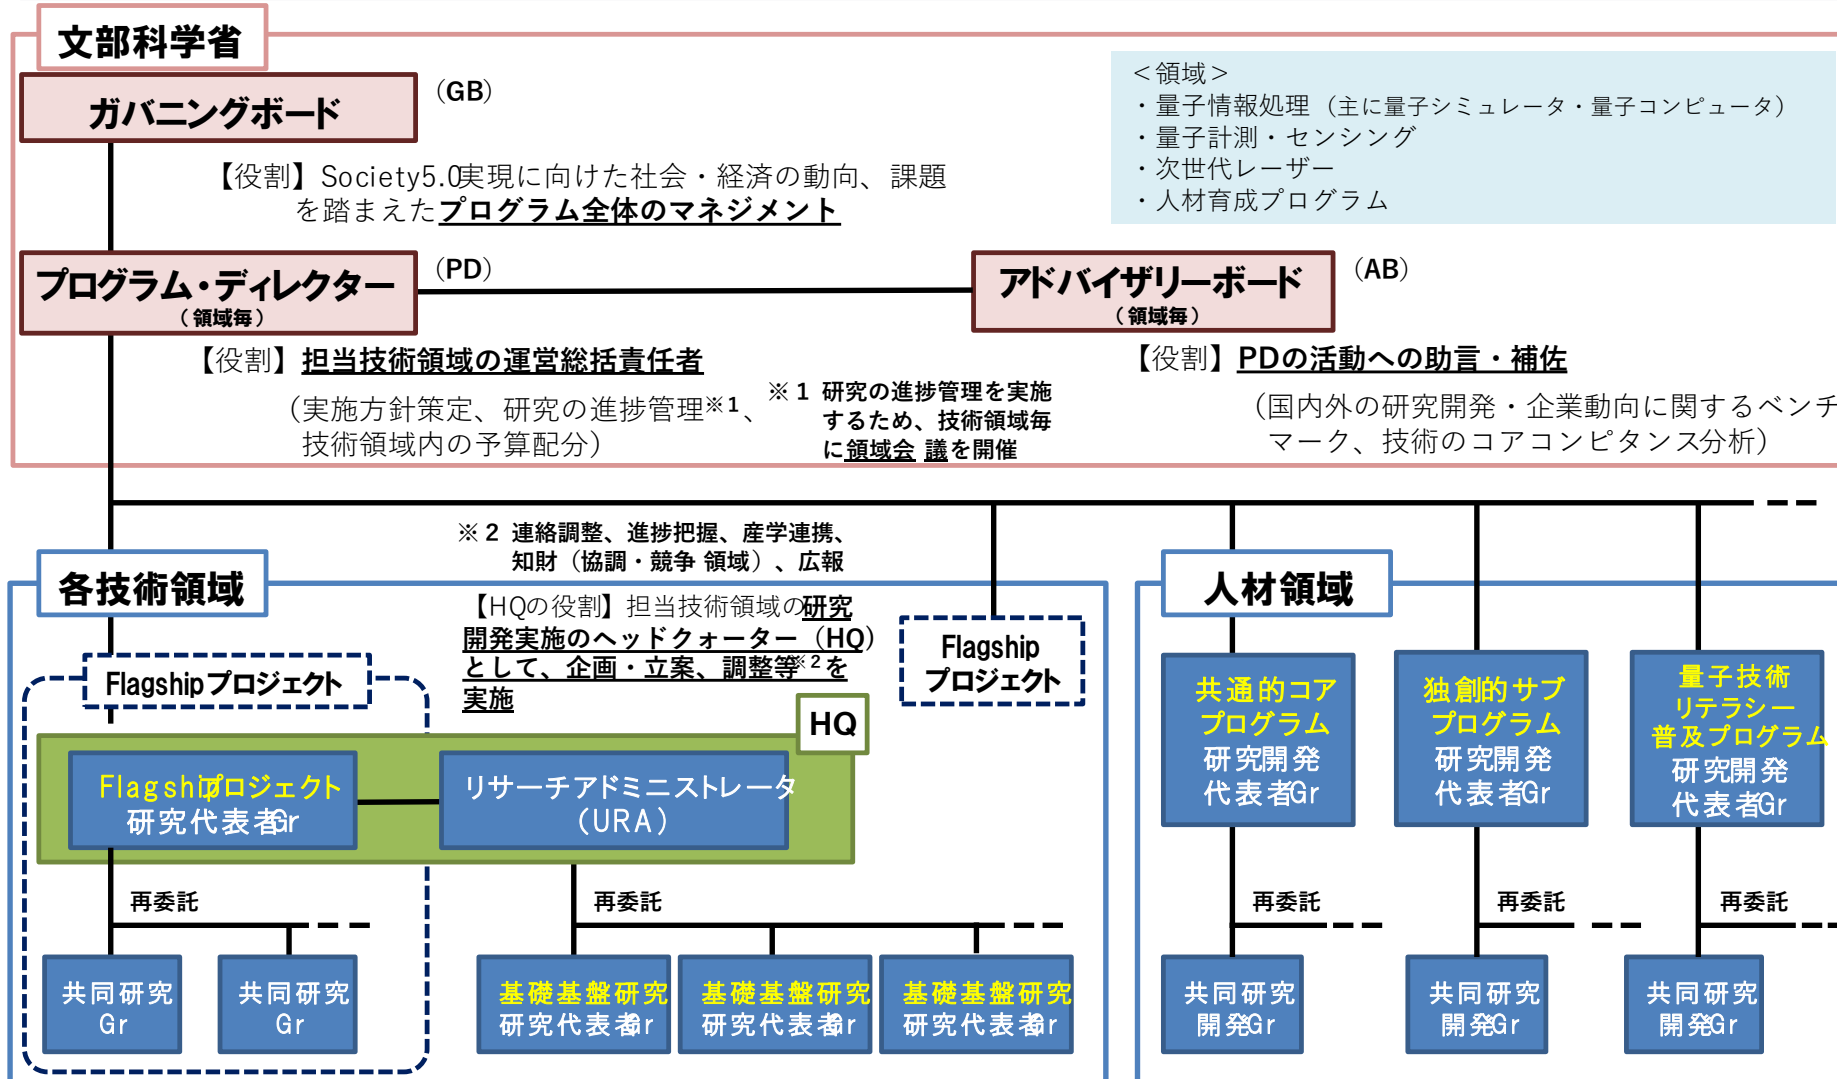 文部科学省
ガバニングボード
（GB）
【役割】Society5.0実現に向けた社会・経済の動向、課題
を踏まえたプログラム全体のマネジメント
＜領域＞
・量子情報処理（主に量子シミュレータ・量子コンピュータ）
・量子計測・センシング
・次世代レーザー
・人材育成プログラム
プログラム・ディレクター
（領域毎）
（PD）
アドバイザリーボード
（領域毎）
（AB）
【役割】担当技術領域の運営総括責任者
（実施方針策定、研究の進捗管理※1、
技術領域内の予算配分）
※1 研究の進捗管理を実施
するため、技術領域毎
に領域会 議を開催
【役割】PDの活動への助言・補佐
（国内外の研究開発・企業動向に関するベンチ
マーク、技術のコアコンピタンス分析）
※2 連絡調整、進捗把握、産学連携、
知財（協調・競争 領域）、広報
各技術領域
【HQの役割】担当技術領域の研究
開発実施のヘッドクォーター（HQ）
として、企画・立案、調整等※2を
実施
Flagshipプロジェクト
HQ
Flagshipプロジェクト
研究代表者Gr
リサーチアドミニストレータ
（URA）
再委託
再委託
共同研究
Gr
共同研究
Gr
基礎基盤研究
研究代表者Gr
基礎基盤研究
研究代表者Gr
基礎基盤研究
研究代表者Gr
Flagship
プロジェクト
人材領域
共通的コア
プログラム
研究開発
代表者Gr
独創的サブ
プログラム
研究開発
代表者Gr
量子技術
リテラシー
普及プログラム
研究開発
代表者Gr
再委託
再委託
再委託
共同研究
開発Gr
共同研究
開発Gr
共同研究
開発Gr